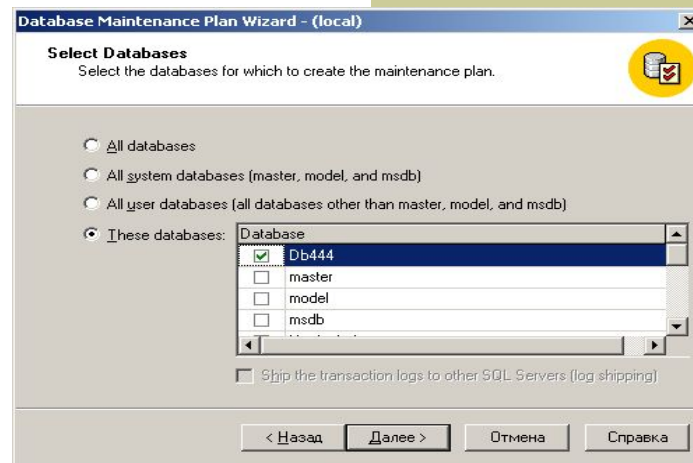 Database Maintenance Plan Wizard - (local)
Select Databases
Select the databases for which to create the maintenance plan.
All databases
All system databases (master, model, and msdb)
All user databases (all databases other than master, model, and msdb)
These databases:
Database
Db444
master
model
msdb
Ship the transaction logs to other SQL Servers (log shipping)
< Назад
Далее >
Отмена
Справка